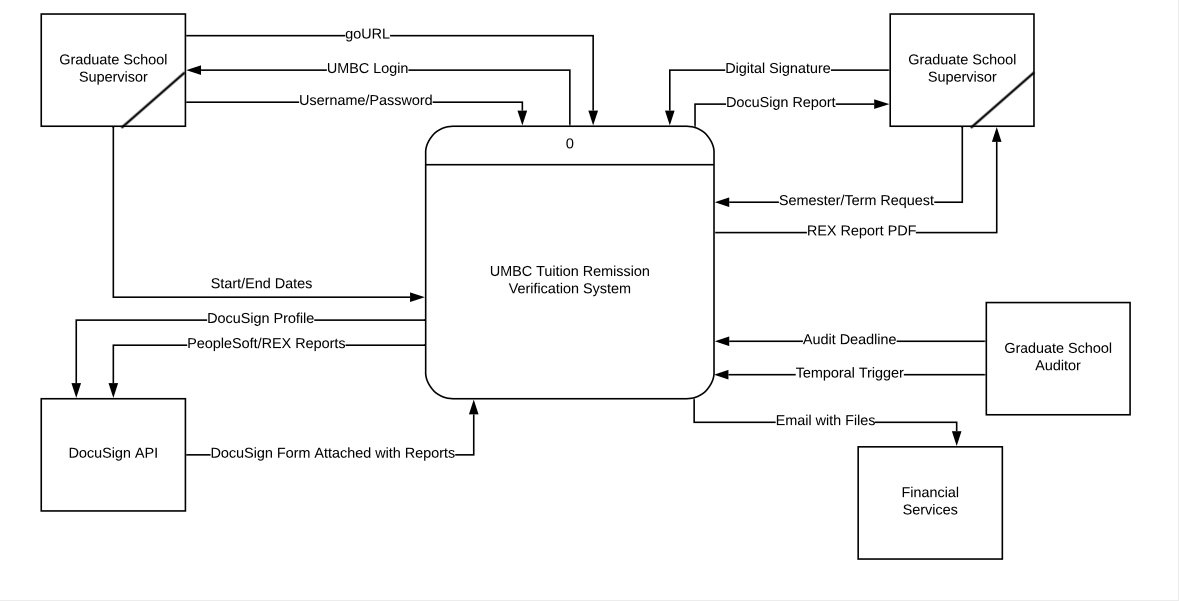 goURL
Graduate School
Supervisor
UMBC Login
Username/Password
Digital Signature
DocuSign Report
Graduate School
Supervisor
0
Semester/Term Request
REX Report PDF
UMBC Tuition Remission
Verification System
Start/End Dates
DocuSign Profile
PeopleSoft/REX Reports
Audit Deadline
Temporal Trigger
Graduate School
Auditor
Email with Files
DocuSign API
DocuSign Form Attached with Reports
Financial
Services